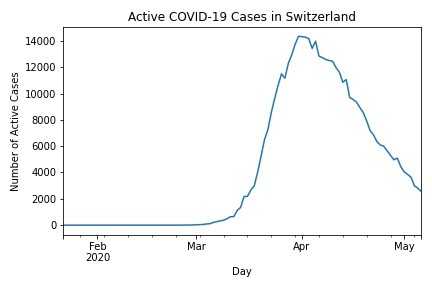 Active COVID-19 Cases in Switzerland
14000
12000
10000
8000
6000
4000
2000
0
Number of Active Cases
Feb
2020
Mar
Apr
May
Day